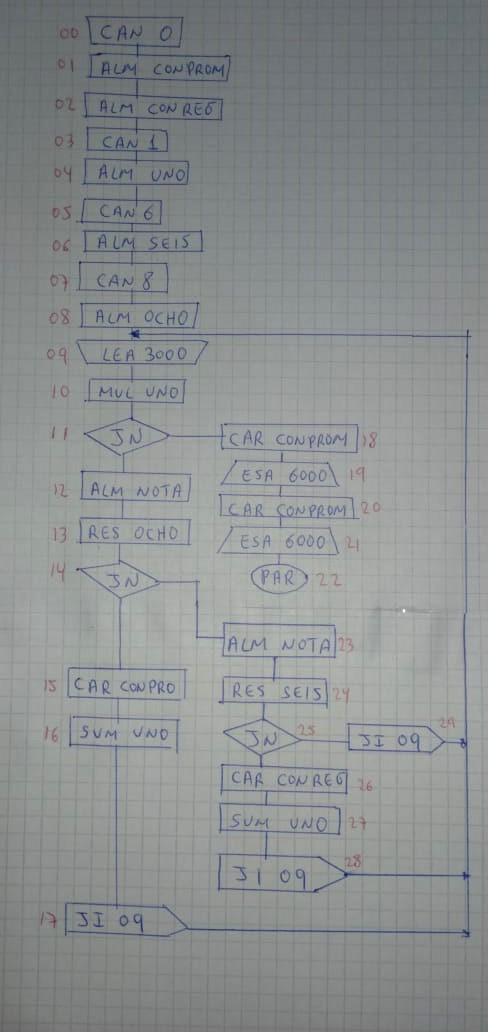 00 CAN 0
01 ALM CONPROM
02 ALM CONREG
03 CAN 1
04 ALM UNO
05 CAN 6
06 ALM SEIS
07 CAN 8
08 ALM OCHO
09 LEA 3000
10 MUL UNO
11 JN
CAR CONPROM 18
ESA 6000 19
12 ALM NOTA
CAR CONPROM 20
13 RES OCHO
ESA 6000 21
14 JN
PAR 22
ALM NOTA 23
15 CAR CONPRO
RES SEIS 24
16 SUM UNO
JN 25
JI 09 29
CAR CONREG 26
SUM UNO 27
JI 09 28
17 JI 09